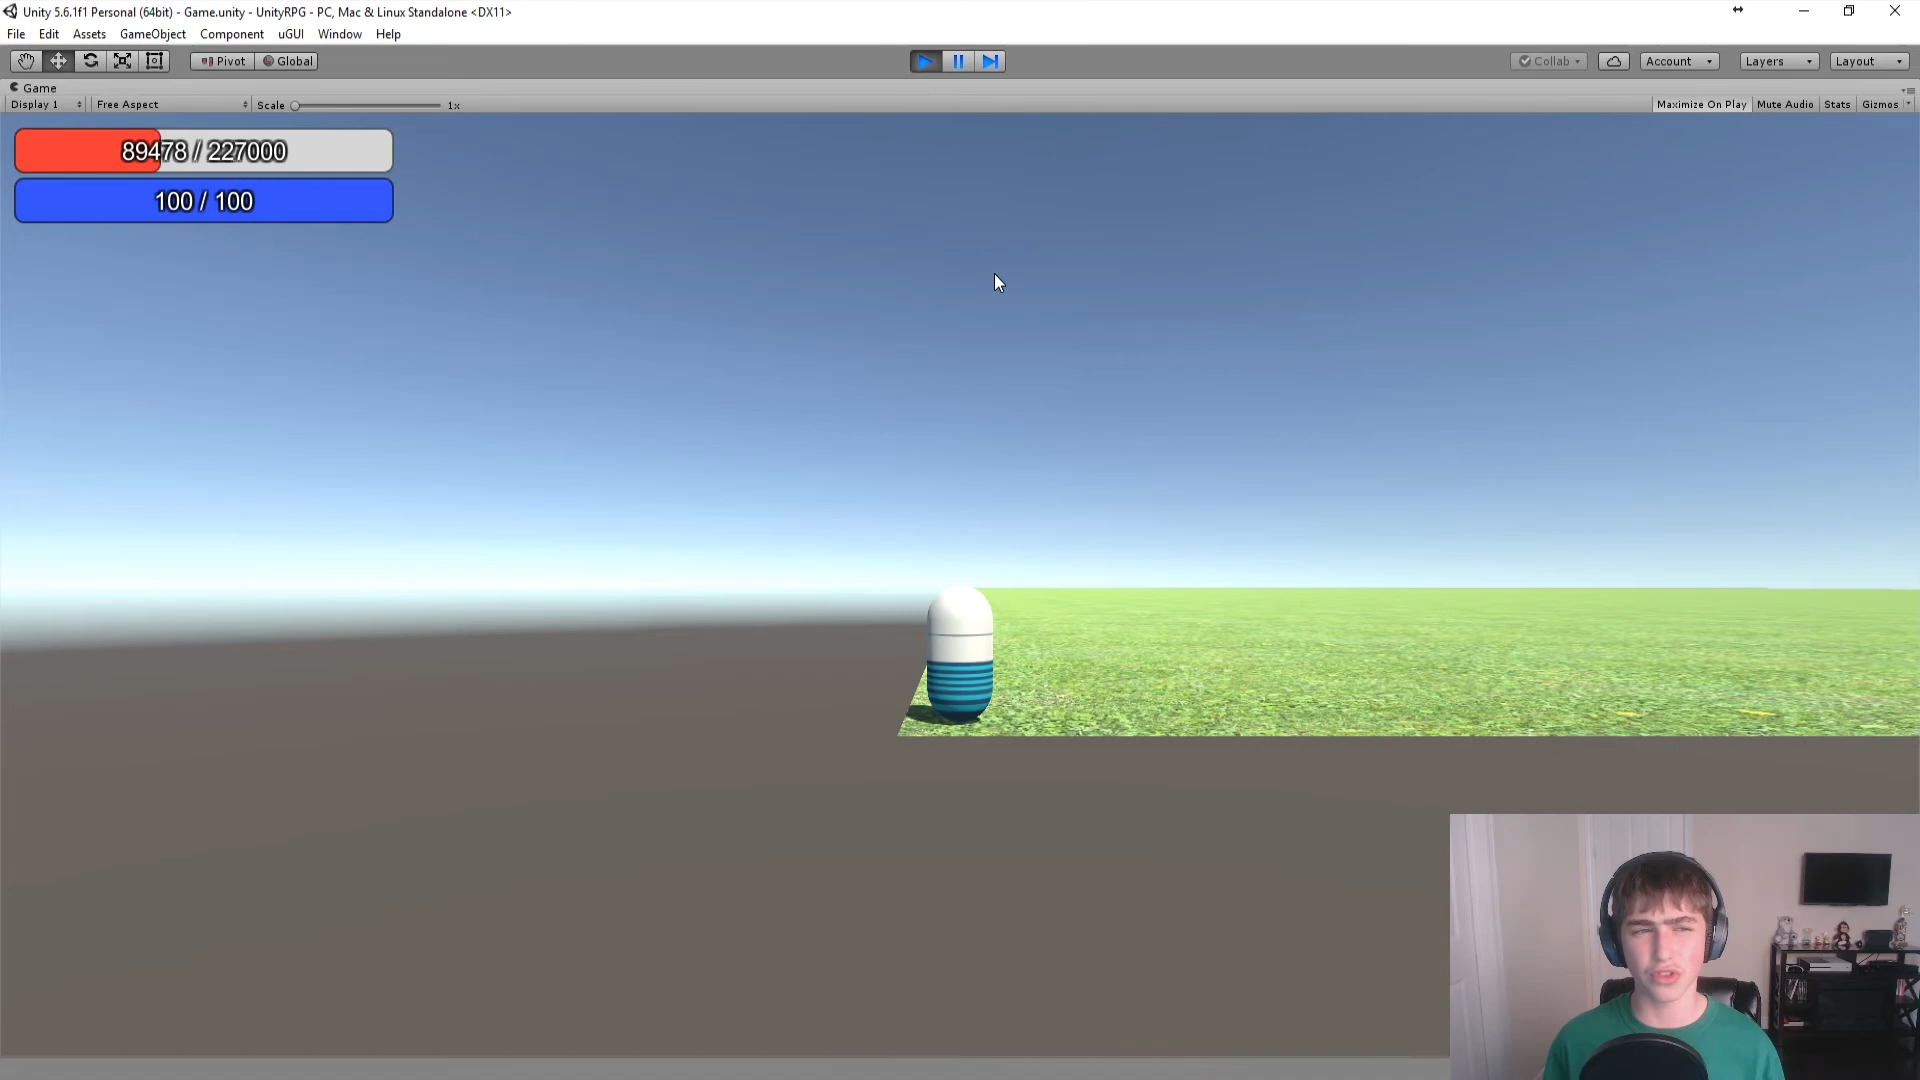 Unity 5.6.1f1 Personal (64bit) - Game.unity - UnityRPG - PC, Mac & Linux Standalone <DX11>
File Edit Assets GameObject Component uGUI Window Help
Pivot Global Collab Account Layers Layout
Game
Display 1 Free Aspect Scale 1x Maximize On Play Mute Audio Stats Gizmos
89478 / 227000
100 / 100